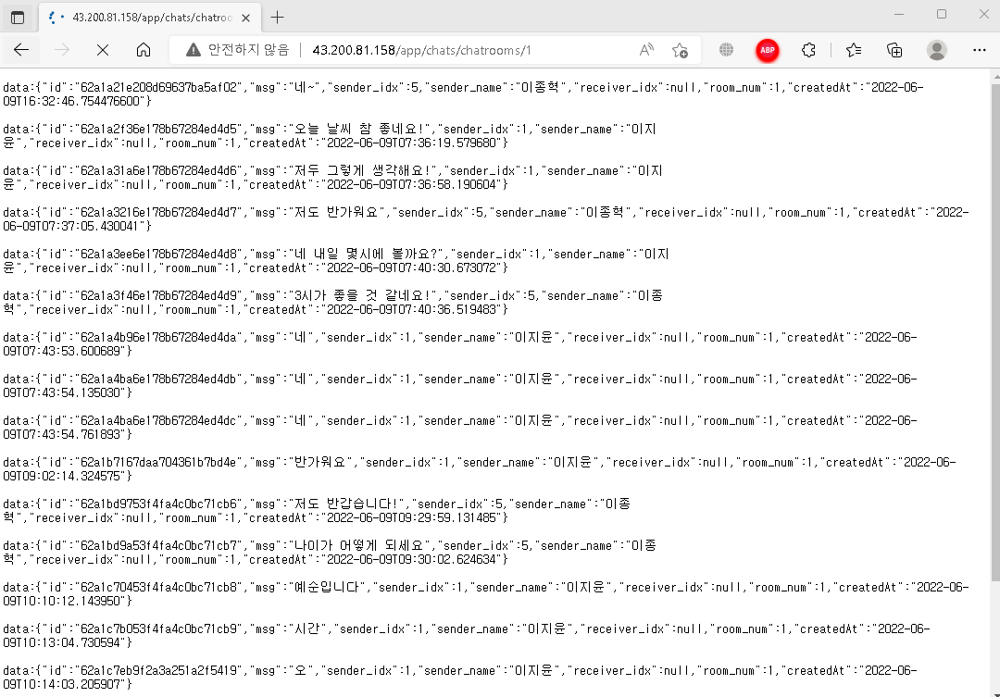 43.200.81.158/app/chats/chatroo
안전하지 않음 43.200.81.158/app/chats/chatrooms/1
ABP
data:{"id":"62a1a21e208d69637ba5af02","msg":"네~","sender_idx":5,"sender_name":"이종혁","receiver_idx":null,"room_num":1,"createdAt":"2022-06-
09T16:32:46.754476600"}
data:{"id":"62a1a2f36e178b67284ed4d5","msg":"오늘 날씨 참 좋네요!","sender_idx":1,"sender_name":"이지
윤","receiver_idx":null,"room_num":1,"createdAt":"2022-06-09T07:36:19.579680"}
data:{"id":"62a1a31a6e178b67284ed4d6","msg":"저두 그렇게 생각해요!","sender_idx":1,"sender_name":"이지
윤","receiver_idx":null,"room_num":1,"createdAt":"2022-06-09T07:36:58.190604"}
data:{"id":"62a1a3216e178b67284ed4d7","msg":"저도 반가워요","sender_idx":5,"sender_name":"이종혁","receiver_idx":null,"room_num":1,"createdAt":"2022-
06-09T07:37:05.430041"}
data:{"id":"62a1a3ee6e178b67284ed4d8","msg":"네 내일 몇시에 볼까요?","sender_idx":1,"sender_name":"이지
윤","receiver_idx":null,"room_num":1,"createdAt":"2022-06-09T07:40:30.673072"}
data:{"id":"62a1a3f46e178b67284ed4d9","msg":"3시가 좋을 것 같네요!","sender_idx":5,"sender_name":"이종
혁","receiver_idx":null,"room_num":1,"createdAt":"2022-06-09T07:40:36.519483"}
data:{"id":"62a1a4b96e178b67284ed4da","msg":"네","sender_idx":1,"sender_name":"이지윤","receiver_idx":null,"room_num":1,"createdAt":"2022-06-
09T07:43:53.600689"}
data:{"id":"62a1a4ba6e178b67284ed4db","msg":"네","sender_idx":1,"sender_name":"이지윤","receiver_idx":null,"room_num":1,"createdAt":"2022-06-
09T07:43:54.135030"}
data:{"id":"62a1a4ba6e178b67284ed4dc","msg":"네","sender_idx":1,"sender_name":"이지윤","receiver_idx":null,"room_num":1,"createdAt":"2022-06-
09T07:43:54.761893"}
data:{"id":"62a1b7167daa704361b7bd4e","msg":"반가워요","sender_idx":1,"sender_name":"이지윤","receiver_idx":null,"room_num":1,"createdAt":"2022-06-
09T09:02:14.324575"}
data:{"id":"62a1bd9753f4fa4c0bc71cb6","msg":"저도 반갑습니다!","sender_idx":5,"sender_name":"이종
혁","receiver_idx":null,"room_num":1,"createdAt":"2022-06-09T09:29:59.131485"}
data:{"id":"62a1bd9a53f4fa4c0bc71cb7","msg":"나이가 어떻게 되세요","sender_idx":5,"sender_name":"이종
혁","receiver_idx":null,"room_num":1,"createdAt":"2022-06-09T09:30:02.624634"}
data:{"id":"62a1c70453f4fa4c0bc71cb8","msg":"예순입니다","sender_idx":1,"sender_name":"이지윤","receiver_idx":null,"room_num":1,"createdAt":"2022-06-
09T10:10:12.143950"}
data:{"id":"62a1c7b053f4fa4c0bc71cb9","msg":"시간","sender_idx":1,"sender_name":"이지윤","receiver_idx":null,"room_num":1,"createdAt":"2022-06-
09T10:13:04.730594"}
data:{"id":"62a1c7eb9f2a3a251a2f5419","msg":"오","sender_idx":1,"sender_name":"이지윤","receiver_idx":null,"room_num":1,"createdAt":"2022-06-
09T10:14:03.205907"}